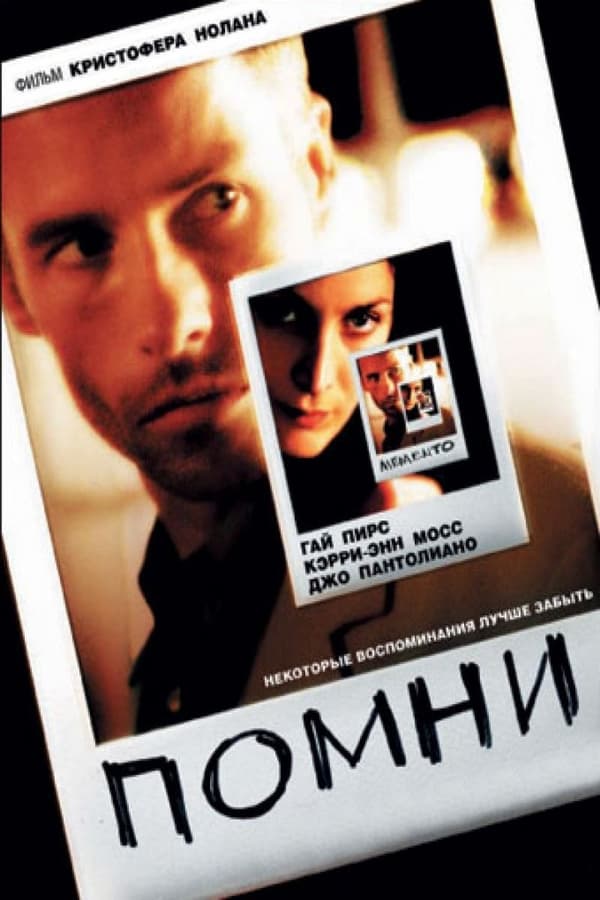 ФИЛЬМ КРИСТОФЕРА НОЛАНА
MEMENTO
ГАЙ ПИРС
КЭРРИ-ЭНН МОСС
ДЖО ПАНТОЛИАНО
НЕКОТОРЫЕ ВОСПОМИНАНИЯ ЛУЧШЕ ЗАБЫТЬ
ПОМНИ